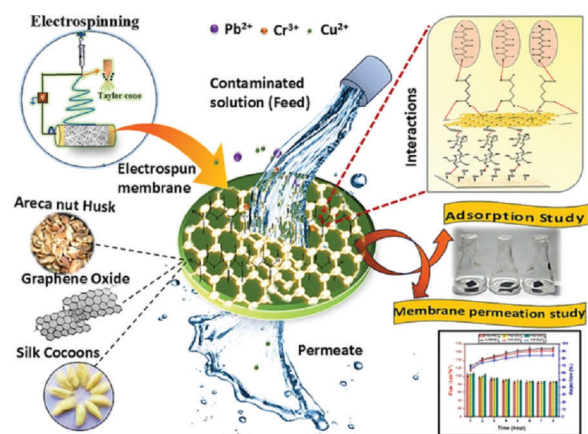 Electrospinning
Taylor cone
Pb²⁺ Cr³⁺ Cu²⁺
Contaminated
solution (Feed)
Interactions
Electrospun
membrane
Areca nut Husk
Graphene Oxide
Silk Cocoons
Adsorption Study
Membrane permeation study
Permeate
Rejection (%)
Time (hour)